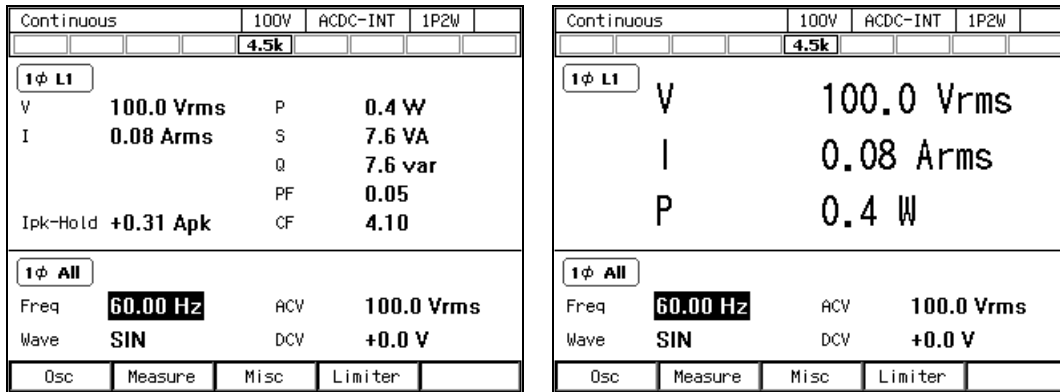 Continuous 100V ACDC-INT 1P2W
4.5k
1ϕ L1
V 100.0 Vrms P 0.4 W
I 0.08 Arms S 7.6 VA
Q 7.6 var
PF 0.05
Ipk-Hold +0.31 Apk CF 4.10
1ϕ All
Freq 60.00 Hz ACV 100.0 Vrms
Wave SIN DCV +0.0 V
Osc Measure Misc Limiter
Continuous 100V ACDC-INT 1P2W
4.5k
1ϕ L1
V 100.0 Vrms
I 0.08 Arms
P 0.4 W
1ϕ All
Freq 60.00 Hz ACV 100.0 Vrms
Wave SIN DCV +0.0 V
Osc Measure Misc Limiter